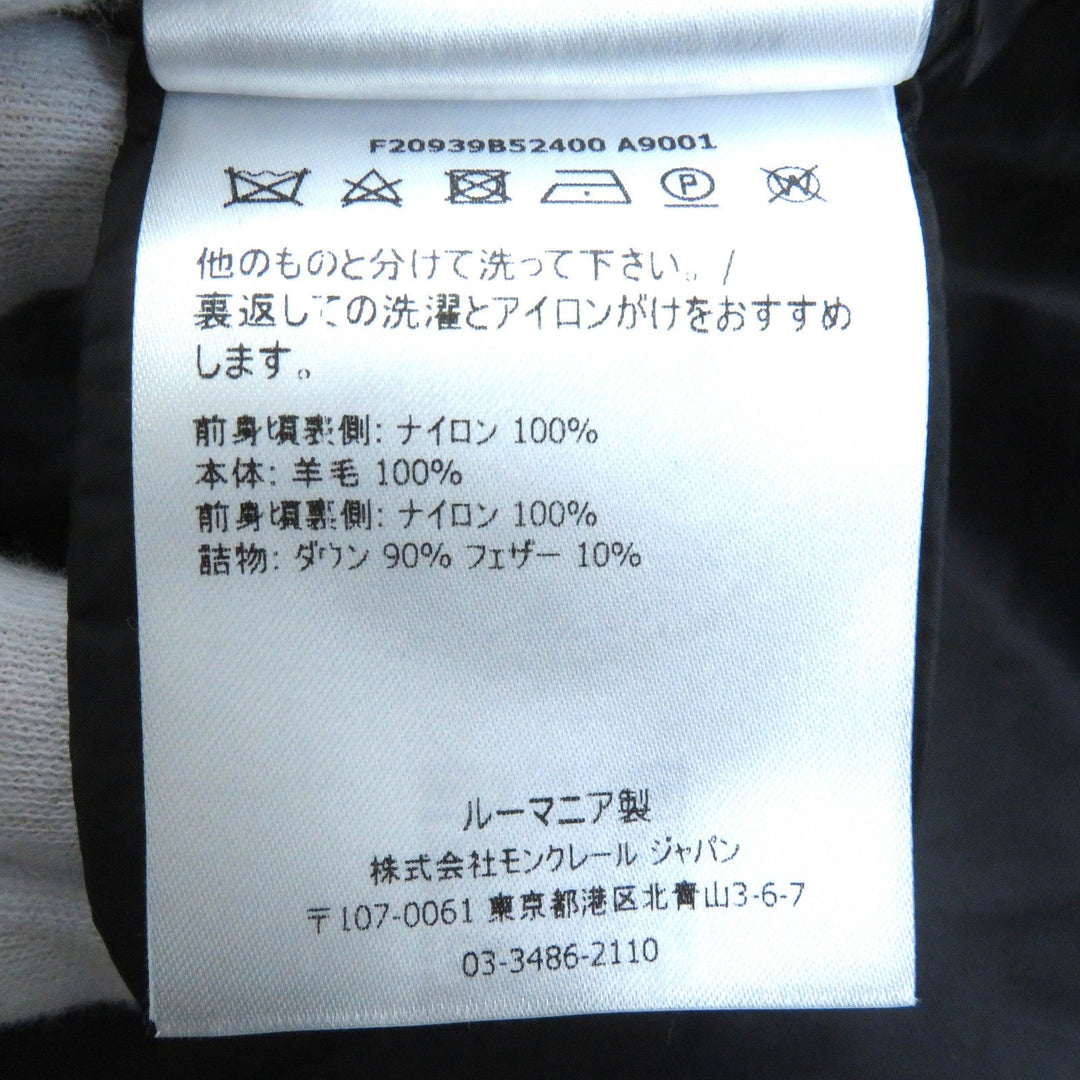 F20939B52400 A9001
P
W
他のものと分けて洗って下さい。/
裏返しての洗濯とアイロンがけをおすすめ
します。
前身頃裏側: ナイロン 100%
本体: 羊毛 100%
前身頃裏側: ナイロン 100%
詰物: ダウン 90% フェザー 10%
ルーマニア製
株式会社モンクレール ジャパン
〒107-0061 東京都港区北青山3-6-7
03-3486-2110